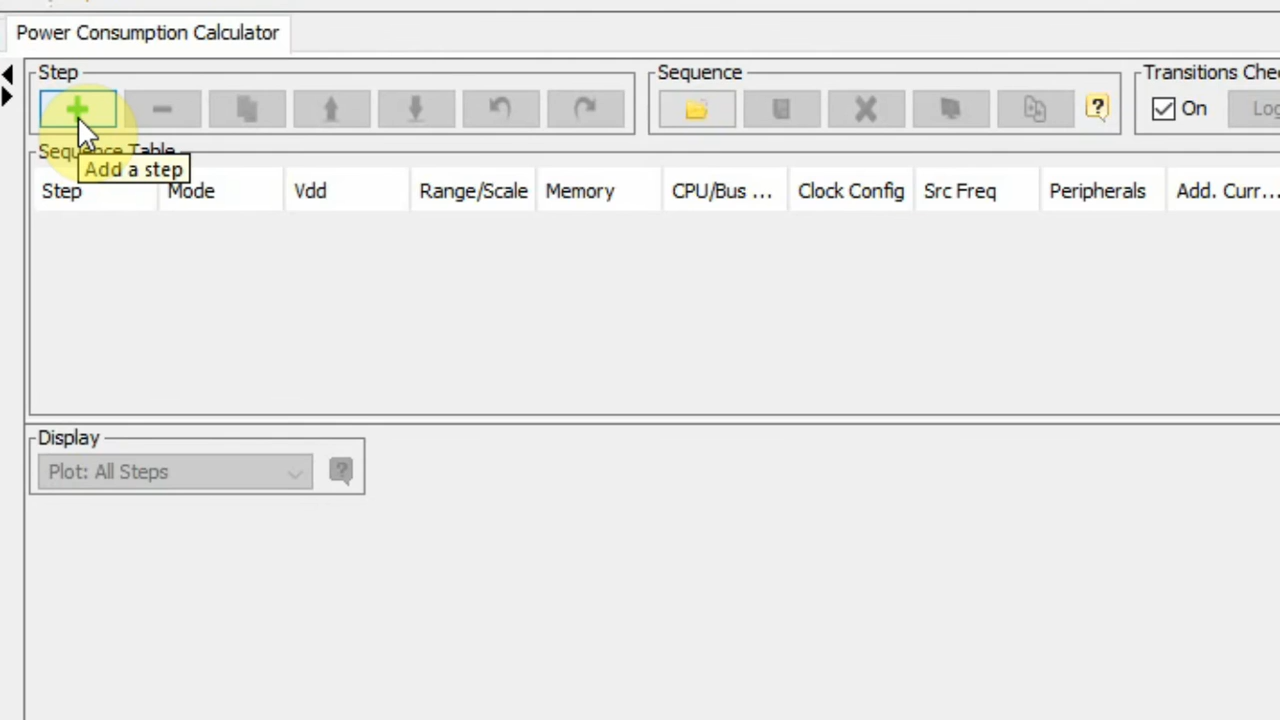 Power Consumption Calculator
Step
Sequence
Transitions Chec
On
Log
Sequence Table
Add a step
Step Mode Vdd Range/Scale Memory CPU/Bus ... Clock Config Src Freq Peripherals Add. Curr...
Display
Plot: All Steps